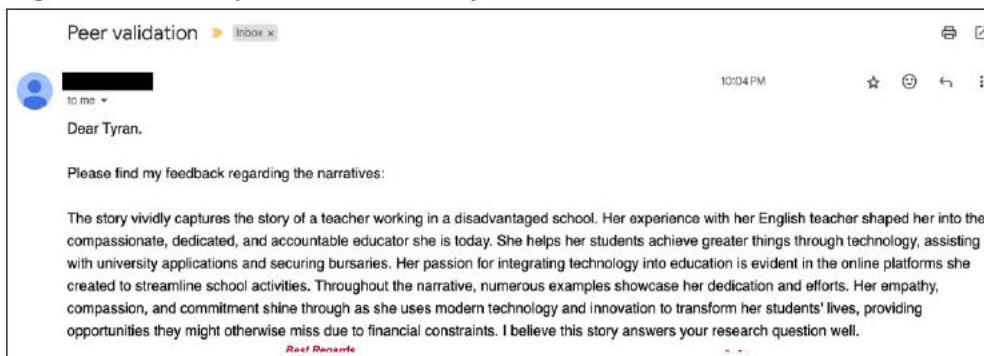 Peer validation Inbox ×
10:04 PM
to me
Dear Tyran.
Please find my feedback regarding the narratives:
The story vividly captures the story of a teacher working in a disadvantaged school. Her experience with her English teacher shaped her into the
compassionate, dedicated, and accountable educator she is today. She helps her students achieve greater things through technology, assisting
with university applications and securing bursaries. Her passion for integrating technology into education is evident in the online platforms she
created to streamline school activities. Throughout the narrative, numerous examples showcase her dedication and efforts. Her empathy,
compassion, and commitment shine through as she uses modern technology and innovation to transform her students' lives, providing
opportunities they might otherwise miss due to financial constraints. I believe this story answers your research question well.
Best Regards